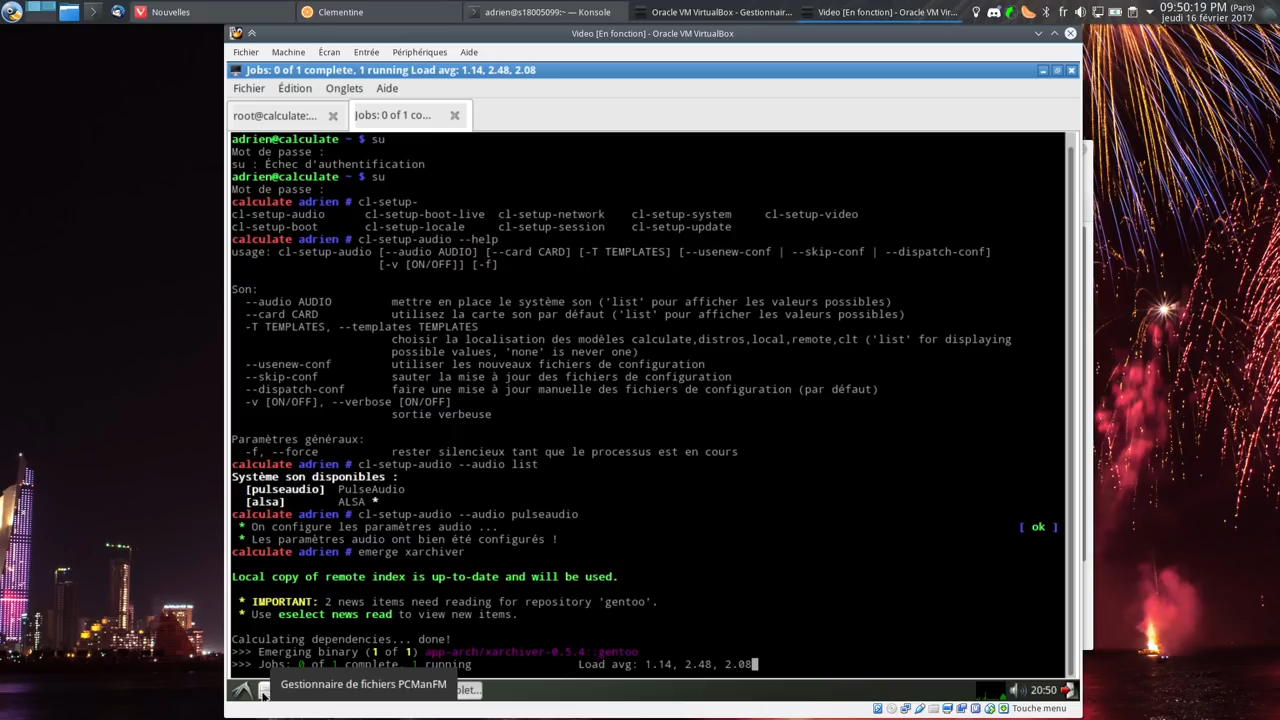 Nouvelles
Clementine
adrien@s18005099:~ — Konsole
Oracle VM VirtualBox - Gestionnaire...
Video [En fonction] - Oracle VM Vir...
fr
09:50:19 PM (Paris)
jeudi 16 février 2017
Video [En fonction] - Oracle VM VirtualBox
Fichier Machine Écran Entrée Périphériques Aide
Jobs: 0 of 1 complete, 1 running Load avg: 1.14, 2.48, 2.08
Fichier Édition Onglets Aide
root@calculate:... Jobs: 0 of 1 co...
adrien@calculate ~ $ su
Mot de passe :
su : Échec d'authentification
adrien@calculate ~ $ su
Mot de passe :
calculate adrien # cl-setup-
cl-setup-audio cl-setup-boot-live cl-setup-network cl-setup-system cl-setup-video
cl-setup-boot cl-setup-locale cl-setup-session cl-setup-update
calculate adrien # cl-setup-audio --help
usage: cl-setup-audio [--audio AUDIO] [--card CARD] [-T TEMPLATES] [--usenew-conf | --skip-conf | --dispatch-conf]
[-v [ON/OFF]] [-f]
Son:
--audio AUDIO mettre en place le système son ('list' pour afficher les valeurs possibles)
--card CARD utilisez la carte son par défaut ('list' pour afficher les valeurs possibles)
-T TEMPLATES, --templates TEMPLATES
choisir la localisation des modèles calculate,distros,local,remote,clt ('list' for displaying
possible values, 'none' is never one)
--usenew-conf utiliser les nouveaux fichiers de configuration
--skip-conf sauter la mise à jour des fichiers de configuration
--dispatch-conf faire une mise à jour manuelle des fichiers de configuration (par défaut)
-v [ON/OFF], --verbose [ON/OFF]
sortie verbeuse
Paramètres généraux:
-f, --force rester silencieux tant que le processus est en cours
calculate adrien # cl-setup-audio --audio list
Système son disponibles :
[pulseaudio] PulseAudio
[alsa] ALSA *
calculate adrien # cl-setup-audio --audio pulseaudio
* On configure les paramètres audio ... [ ok ]
* Les paramètres audio ont bien été configurés !
calculate adrien # emerge xarchiver
Local copy of remote index is up-to-date and will be used.
* IMPORTANT: 2 news items need reading for repository 'gentoo'.
* Use eselect news read to view new items.
Calculating dependencies... done!
>>> Emerging binary (1 of 1) app-arch/xarchiver-0.5.4::gentoo
>>> Jobs: 0 of 1 complete, 1 running Load avg: 1.14, 2.48, 2.08
Gestionnaire de fichiers PCManFM
plet...
20:50
Touche menu